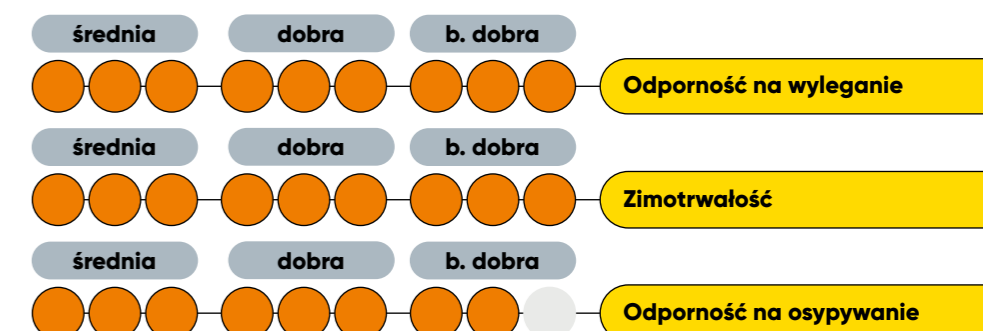 średnia dobra b. dobra
Odporność na wyleganie
średnia dobra b. dobra
Zimotrwałość
średnia dobra b. dobra
Odporność na osypywanie